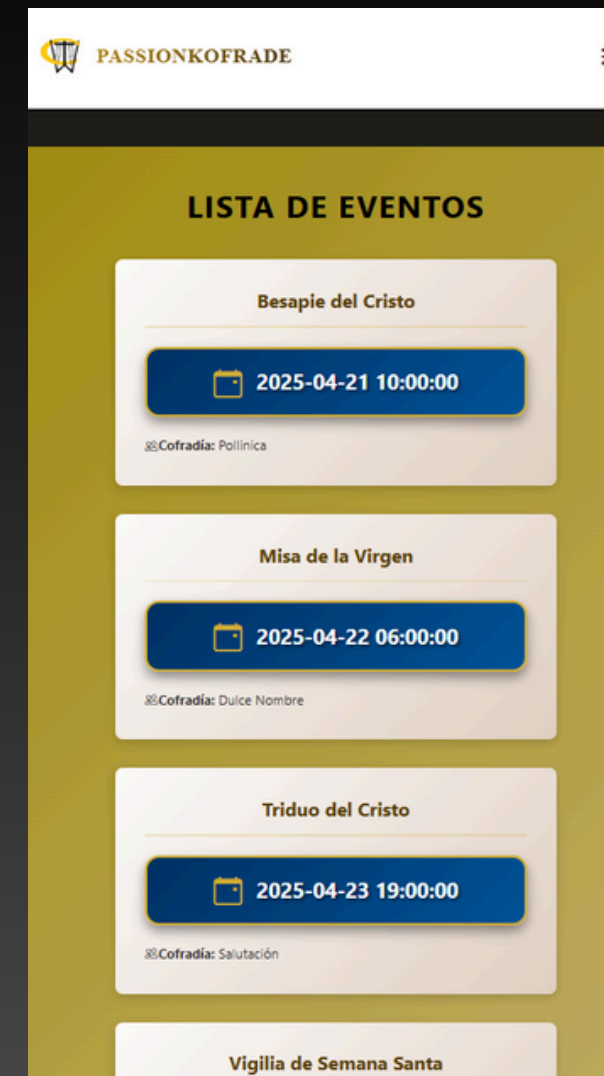 PASSIONKOFRADE
LISTA DE EVENTOS
Besapie del Cristo
2025-04-21 10:00:00
Cofradía: Pollinica
Misa de la Virgen
2025-04-22 06:00:00
Cofradía: Dulce Nombre
Triduo del Cristo
2025-04-23 19:00:00
Cofradía: Salutación
Vigilia de Semana Santa